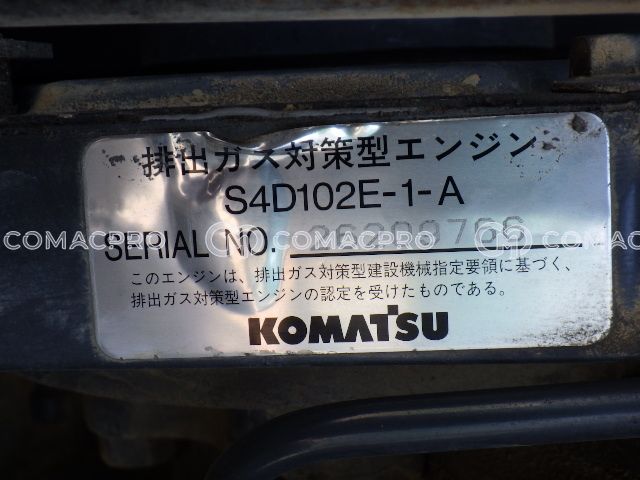 排出ガス対策型エンジン
S4D102E-1-A
SERIAL NO.
COMACPRO COMACPRO COMACPRO
このエンジンは、排出ガス対策型建設機械指定要領に基づく、
排出ガス対策型エンジンの認定を受けたものである。
KOMATSU